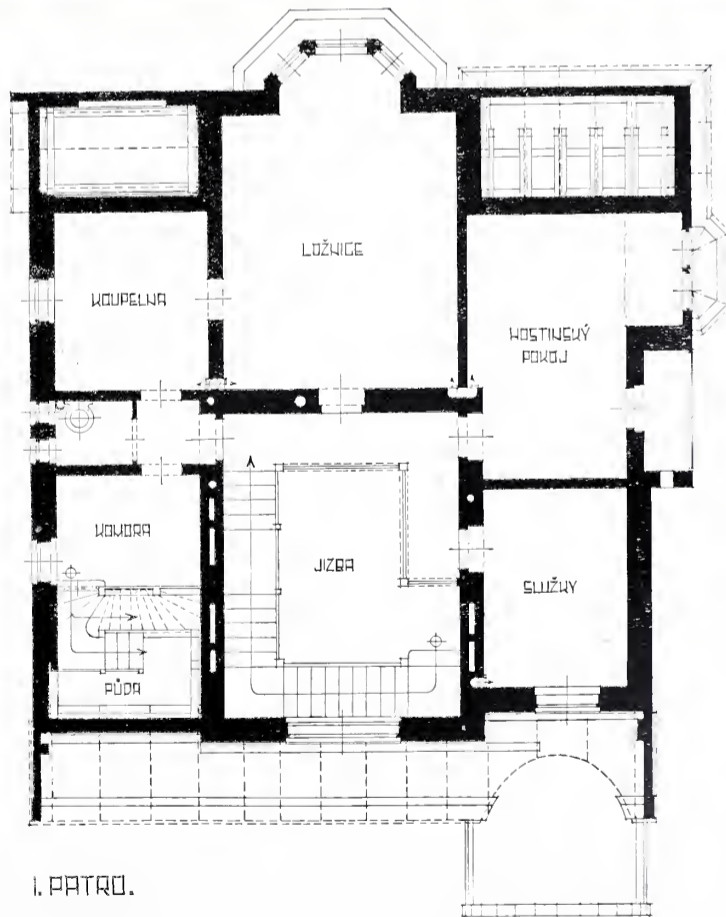 LOŽNICE
KOUPELNA
HOSTINSKÝ
POKOJ
KOMORA
JIZBA
SLUŽKY
PŮDA
I. PATRO.